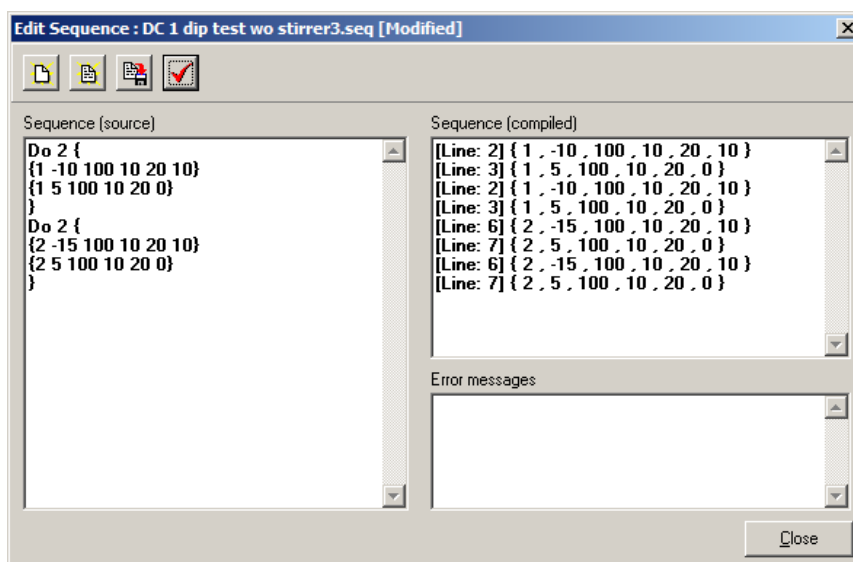 Edit Sequence : DC 1 dip test wo stirrer3.seq [Modified]
Sequence (source)
Do 2 {
{1 -10 100 10 20 10}
{1 5 100 10 20 0}
}
Do 2 {
{2 -15 100 10 20 10}
{2 5 100 10 20 0}
}
Sequence (compiled)
[Line: 2] { 1 , -10 , 100 , 10 , 20 , 10 }
[Line: 3] { 1 , 5 , 100 , 10 , 20 , 0 }
[Line: 2] { 1 , -10 , 100 , 10 , 20 , 10 }
[Line: 3] { 1 , 5 , 100 , 10 , 20 , 0 }
[Line: 6] { 2 , -15 , 100 , 10 , 20 , 10 }
[Line: 7] { 2 , 5 , 100 , 10 , 20 , 0 }
[Line: 6] { 2 , -15 , 100 , 10 , 20 , 10 }
[Line: 7] { 2 , 5 , 100 , 10 , 20 , 0 }
Error messages
Close